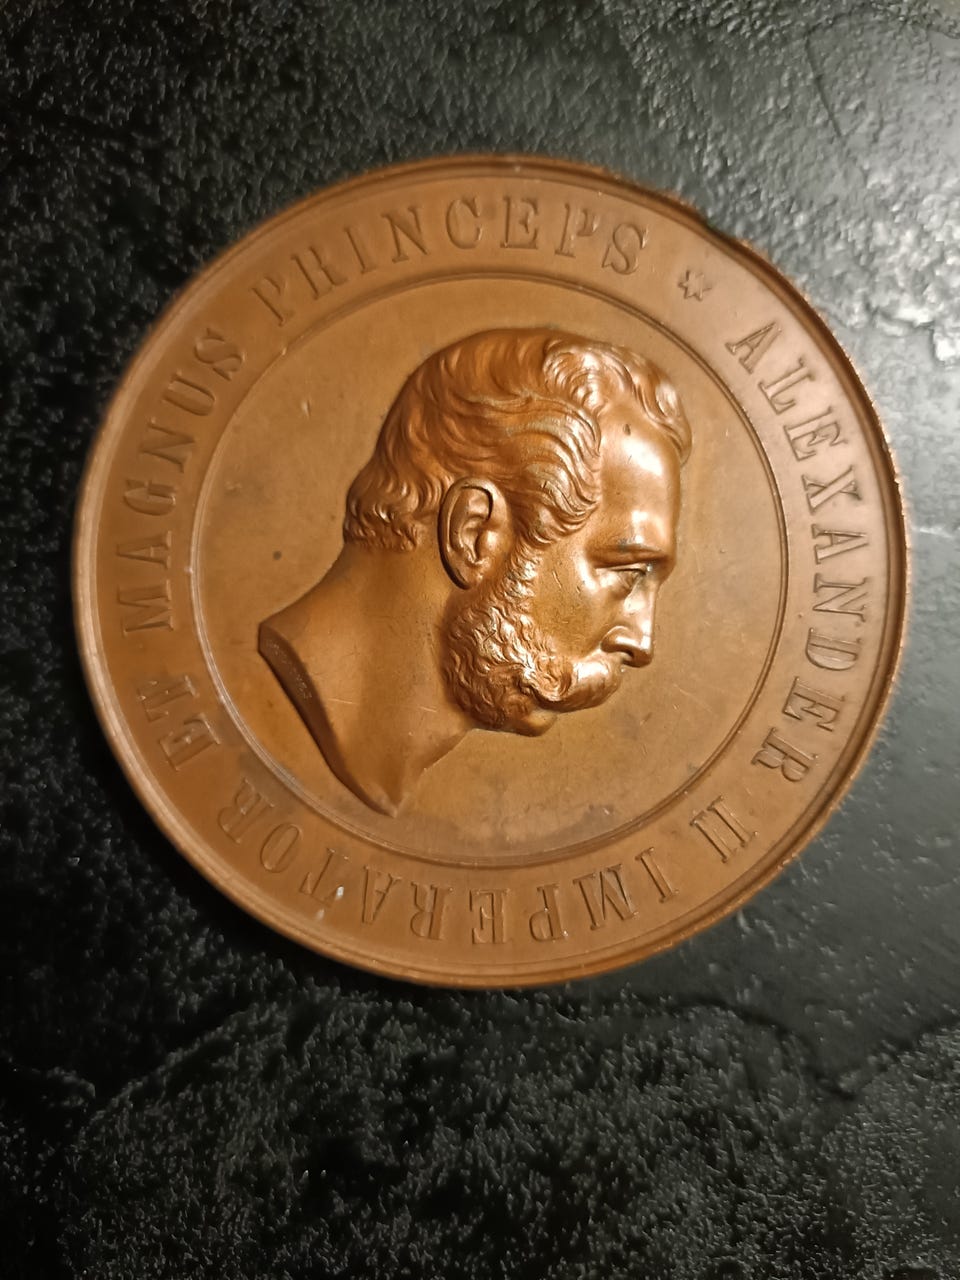 ALEXANDER II IMPERATOR ET MAGNUS PRINCEPS *